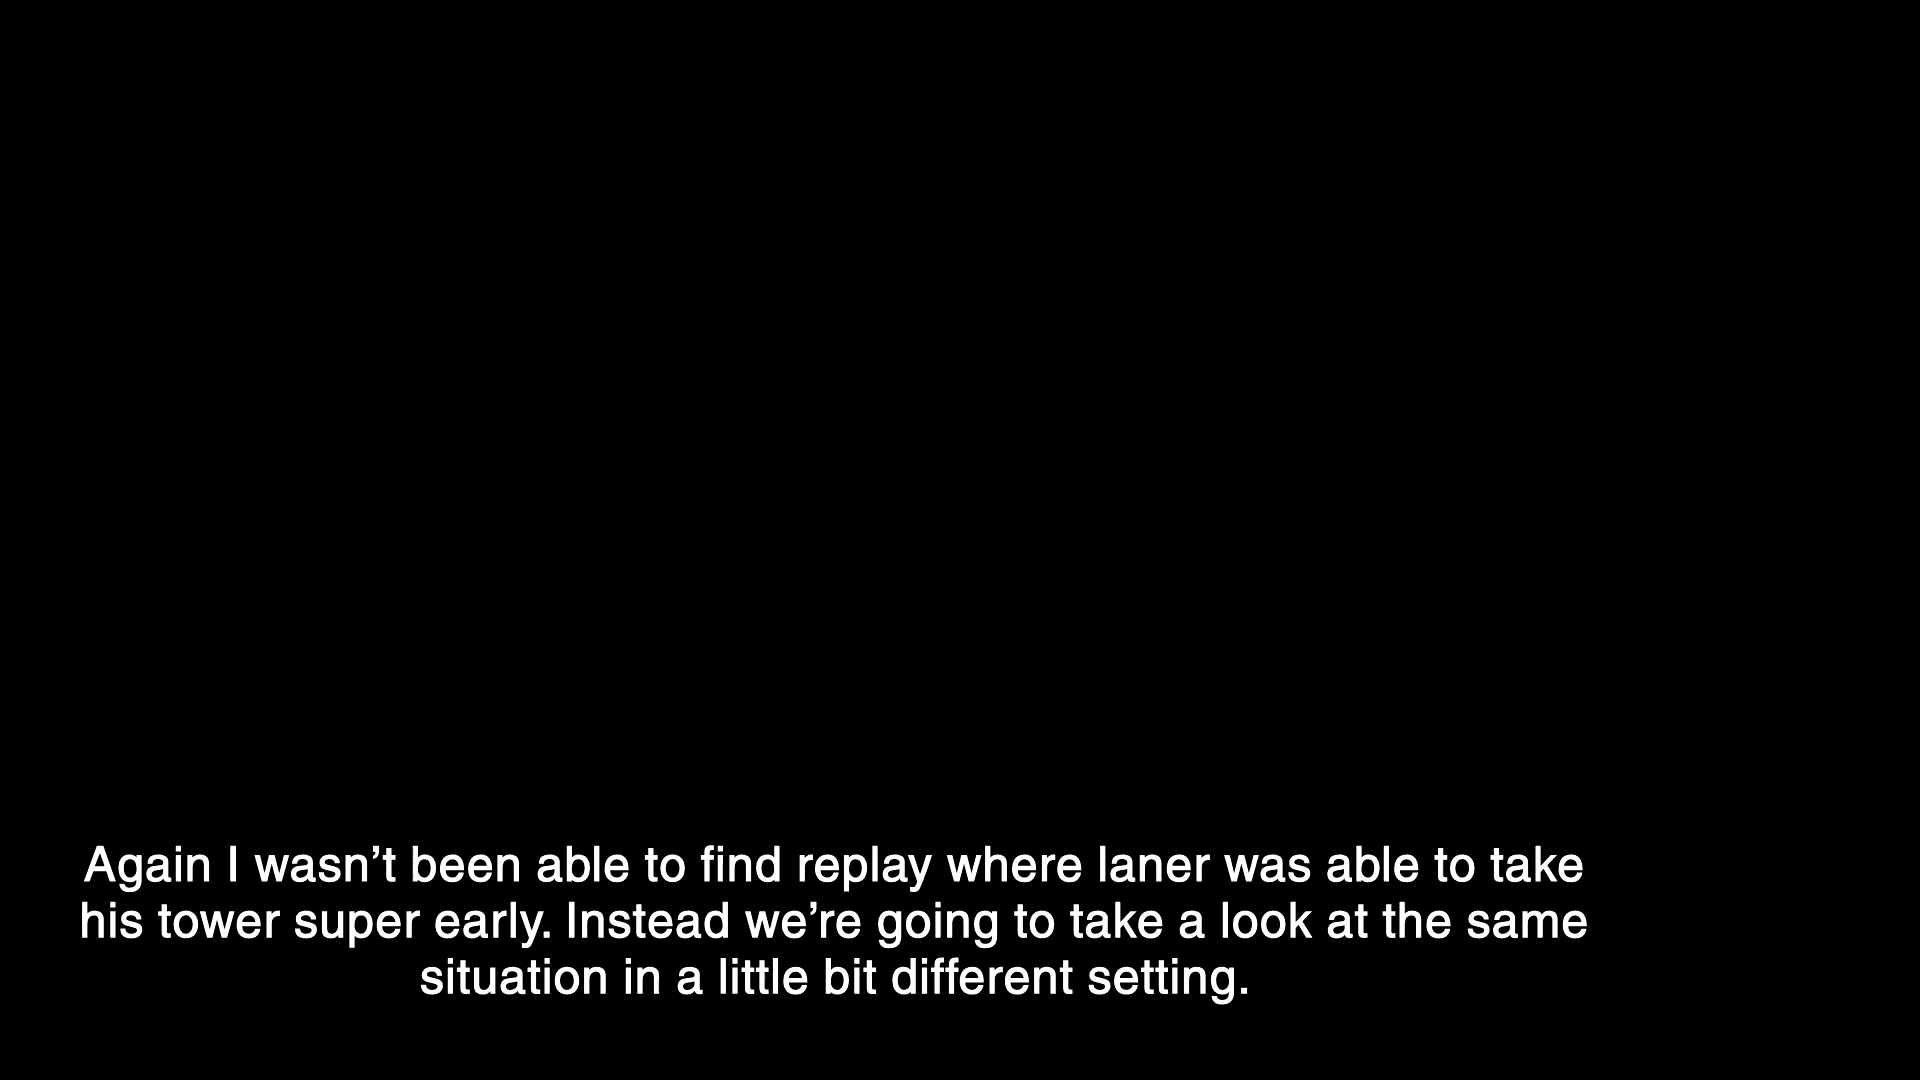 Again I wasn’t been able to find replay where laner was able to take
his tower super early. Instead we’re going to take a look at the same
situation in a little bit different setting.